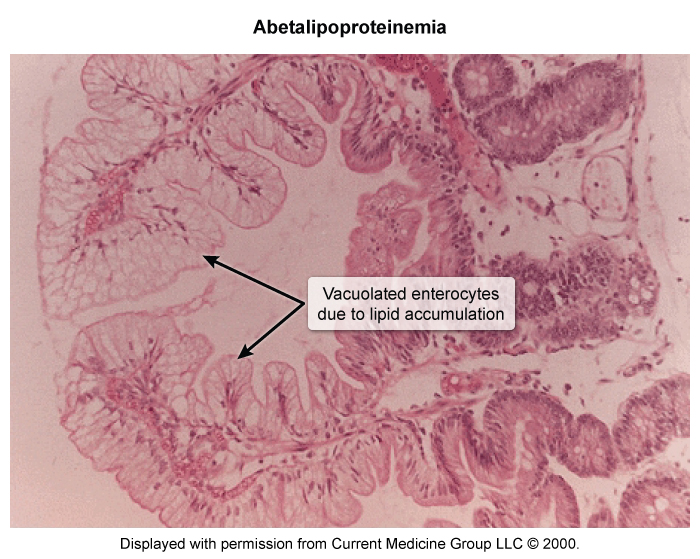 Abetalipoproteinemia
Vacuolated enterocytes
due to lipid accumulation
Displayed with permission from Current Medicine Group LLC © 2000.